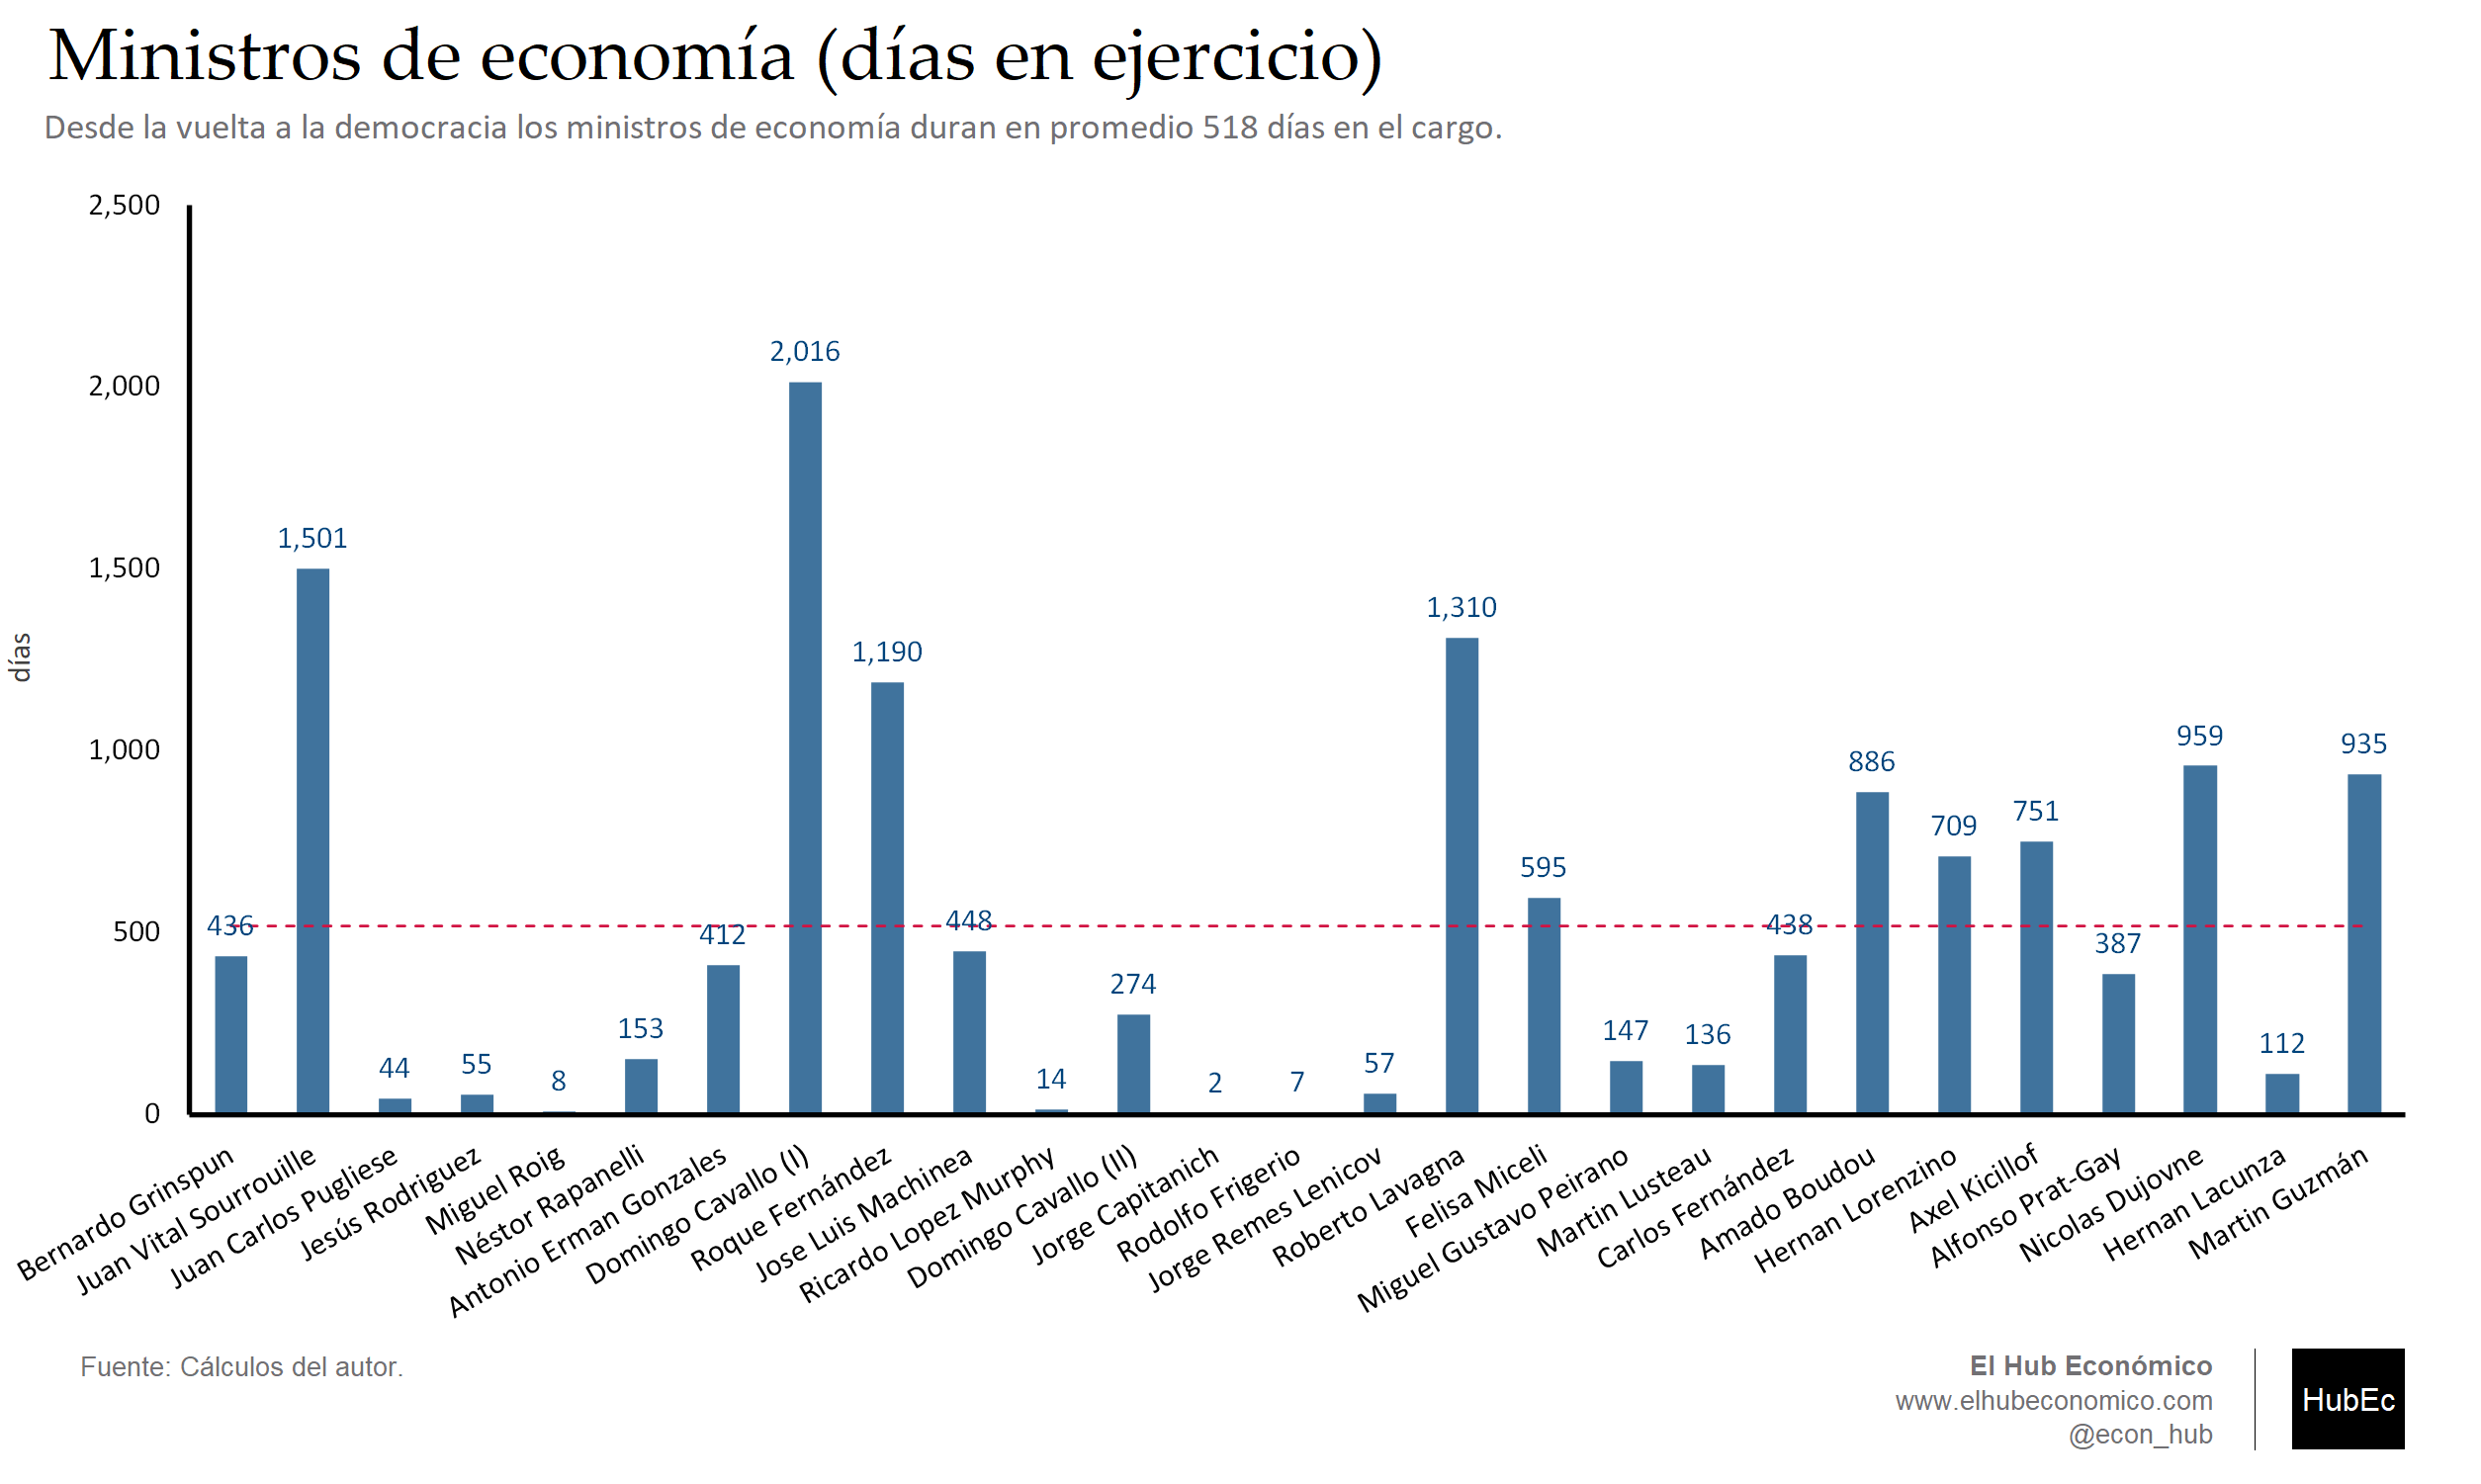 Ministros de economía (días en ejercicio)
Desde la vuelta a la democracia los ministros de economía duran en promedio 518 días en el cargo.
días
2,500
2,000
1,500
1,000
500
0
436
1,501
44
55
8
153
412
2,016
1,190
448
14
274
2
7
57
1,310
595
147
136
438
886
709
751
387
959
112
935
Bernardo Grinspun
Juan Vital Sourrouille
Juan Carlos Pugliese
Jesús Rodriguez
Miguel Roig
Néstor Rapanelli
Antonio Erman Gonzales
Domingo Cavallo (I)
Roque Fernández
Jose Luis Machinea
Ricardo Lopez Murphy
Domingo Cavallo (II)
Jorge Capitanich
Rodolfo Frigerio
Jorge Remes Lenicov
Roberto Lavagna
Felisa Miceli
Miguel Gustavo Peirano
Martin Lusteau
Carlos Fernández
Amado Boudou
Hernan Lorenzino
Axel Kicillof
Alfonso Prat-Gay
Nicolas Dujovne
Hernan Lacunza
Martin Guzmán
Fuente: Cálculos del autor.
El Hub Económico
www.elhubeconomico.com
@econ_hub
HubEc